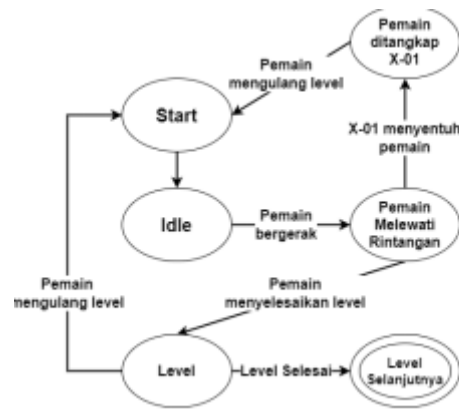 Pemain
ditangkap
X-01
Pemain
mengulang level
Start
X-01 menyentuh
pemain
Idle
Pemain
bergerak
Pemain
Melewati
Rintangan
Pemain
mengulang level
Pemain
menyelesaikan level
Level
Level Selesai
Level
Selanjutnya